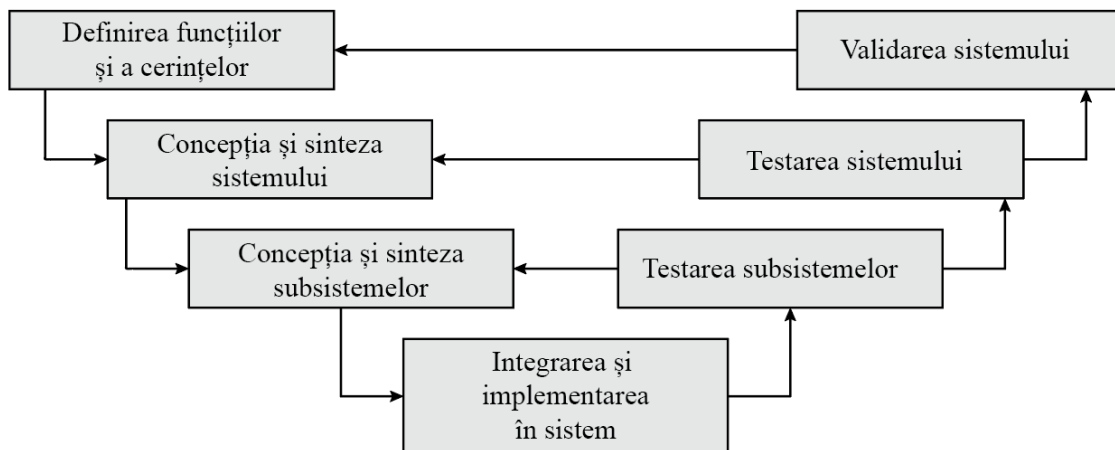 Definirea funcțiilor
și a cerințelor
Validarea sistemului
Concepția și sinteza
sistemului
Testarea sistemului
Concepția și sinteza
subsistemelor
Testarea subsistemelor
Integrarea și
implementarea
în sistem